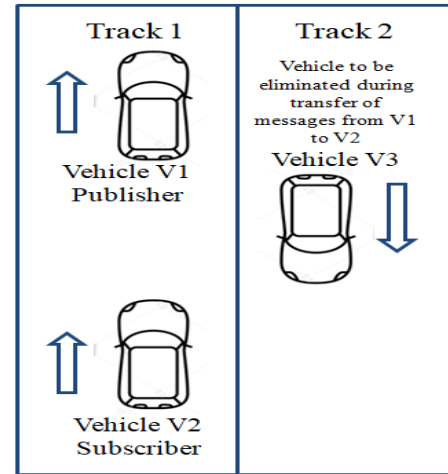 Track 1
Vehicle V1
Publisher
Vehicle V2
Subscriber
Track 2
Vehicle to be
eliminated during
transfer of
messages from V1
to V2
Vehicle V3